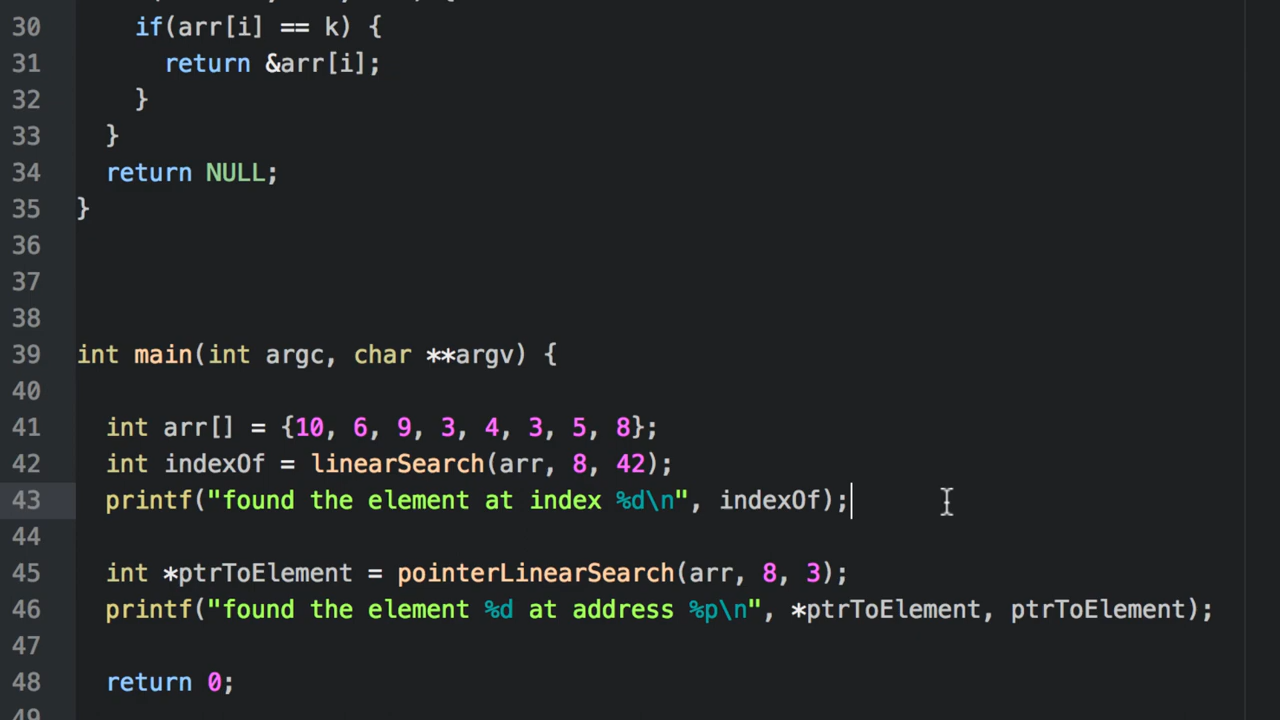 30     if(arr[i] == k) {
31       return &arr[i];
32     }
33   }
34   return NULL;
35 }
36
37
38
39 int main(int argc, char **argv) {
40
41   int arr[] = {10, 6, 9, 3, 4, 3, 5, 8};
42   int indexOf = linearSearch(arr, 8, 42);
43   printf("found the element at index %d\n", indexOf);
44
45   int *ptrToElement = pointerLinearSearch(arr, 8, 3);
46   printf("found the element %d at address %p\n", *ptrToElement, ptrToElement);
47
48   return 0;